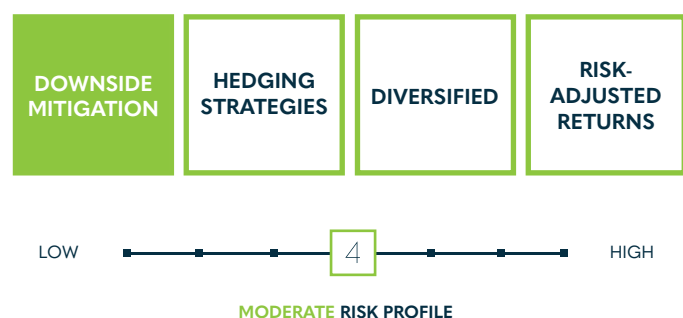 DOWNSIDE
MITIGATION
HEDGING
STRATEGIES
DIVERSIFIED
RISK-
ADJUSTED
RETURNS
LOW
4
HIGH
MODERATE RISK PROFILE